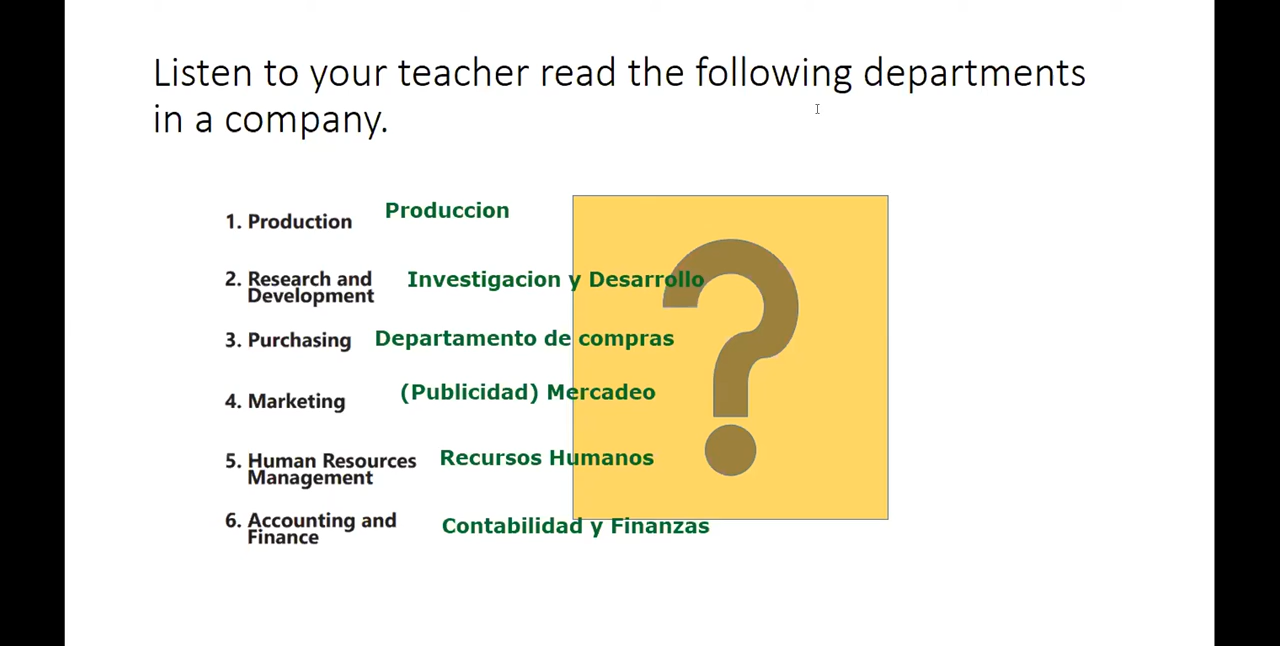 Listen to your teacher read the following departments
in a company.
1. Production Produccion
2. Research and Investigacion y Desarrollo
Development
3. Purchasing Departamento de compras
4. Marketing (Publicidad) Mercadeo
5. Human Resources Recursos Humanos
Management
6. Accounting and Contabilidad y Finanzas
Finance
?